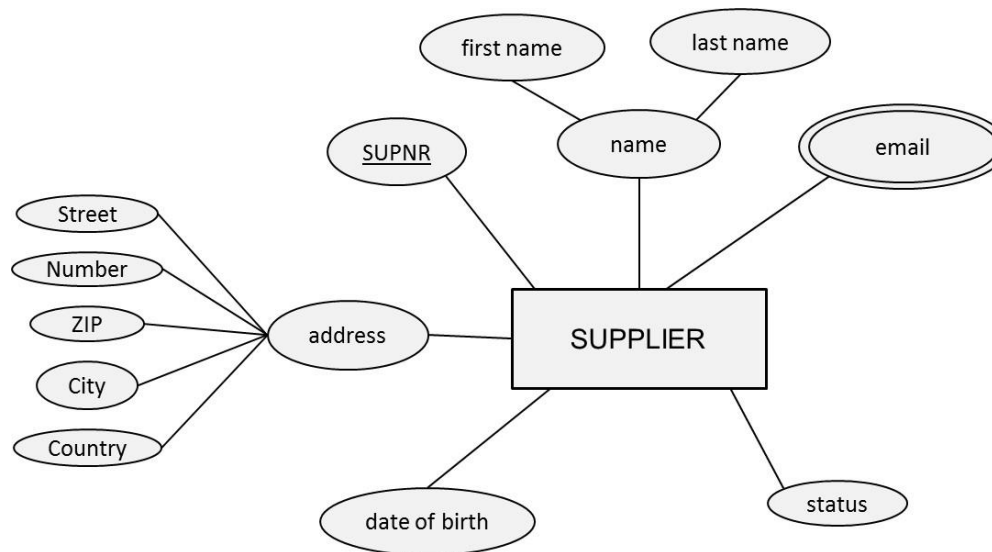 first name
last name
SUPNR
name
email
Street
Number
ZIP
City
Country
address
SUPPLIER
date of birth
status